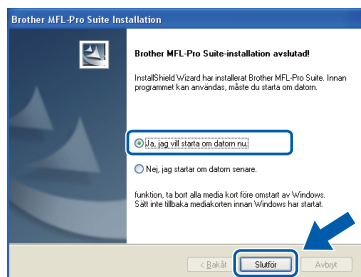 Brother MFL-Pro Suite Installation
Brother MFL-Pro Suite-installation avslutad!
InstallShield Wizard har installerat Brother MFL-Pro Suite. Innan
programmet kan användas, måste du starta om datorn.
Ja, jag vill starta om datorn nu.
Nej, jag startar om datorn senare.
funktion, ta bort alla media kort före omstart av Windows.
Sätt inte tillbaka mediakorten innan Windows har startat.
< Bakåt
Slutför
Avbryt